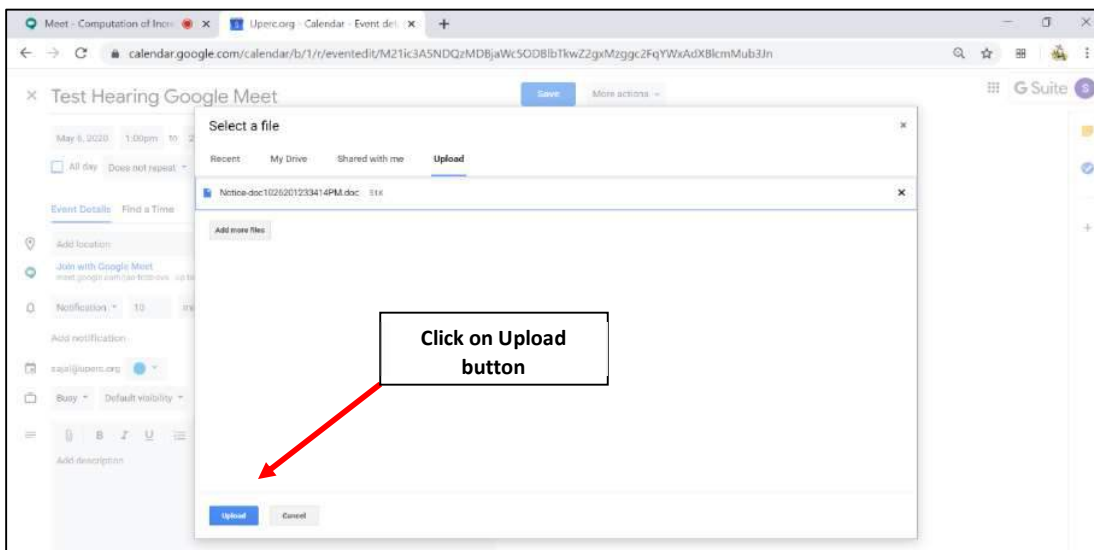 Meet - Computation of Incre
Uperc.org - Calendar - Event det
calendar.google.com/calendar/b/1/r/eventedit/
Test Hearing Google Meet
Save
More actions
G Suite
S
May 6, 2020 1:00pm to 2
All day Does not repeat
Event Details Find a Time
Add location
Join with Google Meet
Notification 10
Add notification
Busy Default visibility
B I U
Add description
Select a file
Recent My Drive Shared with me Upload
Notice-doc1026201233414PM.doc 51K
Add more files
Click on Upload
button
Upload Cancel